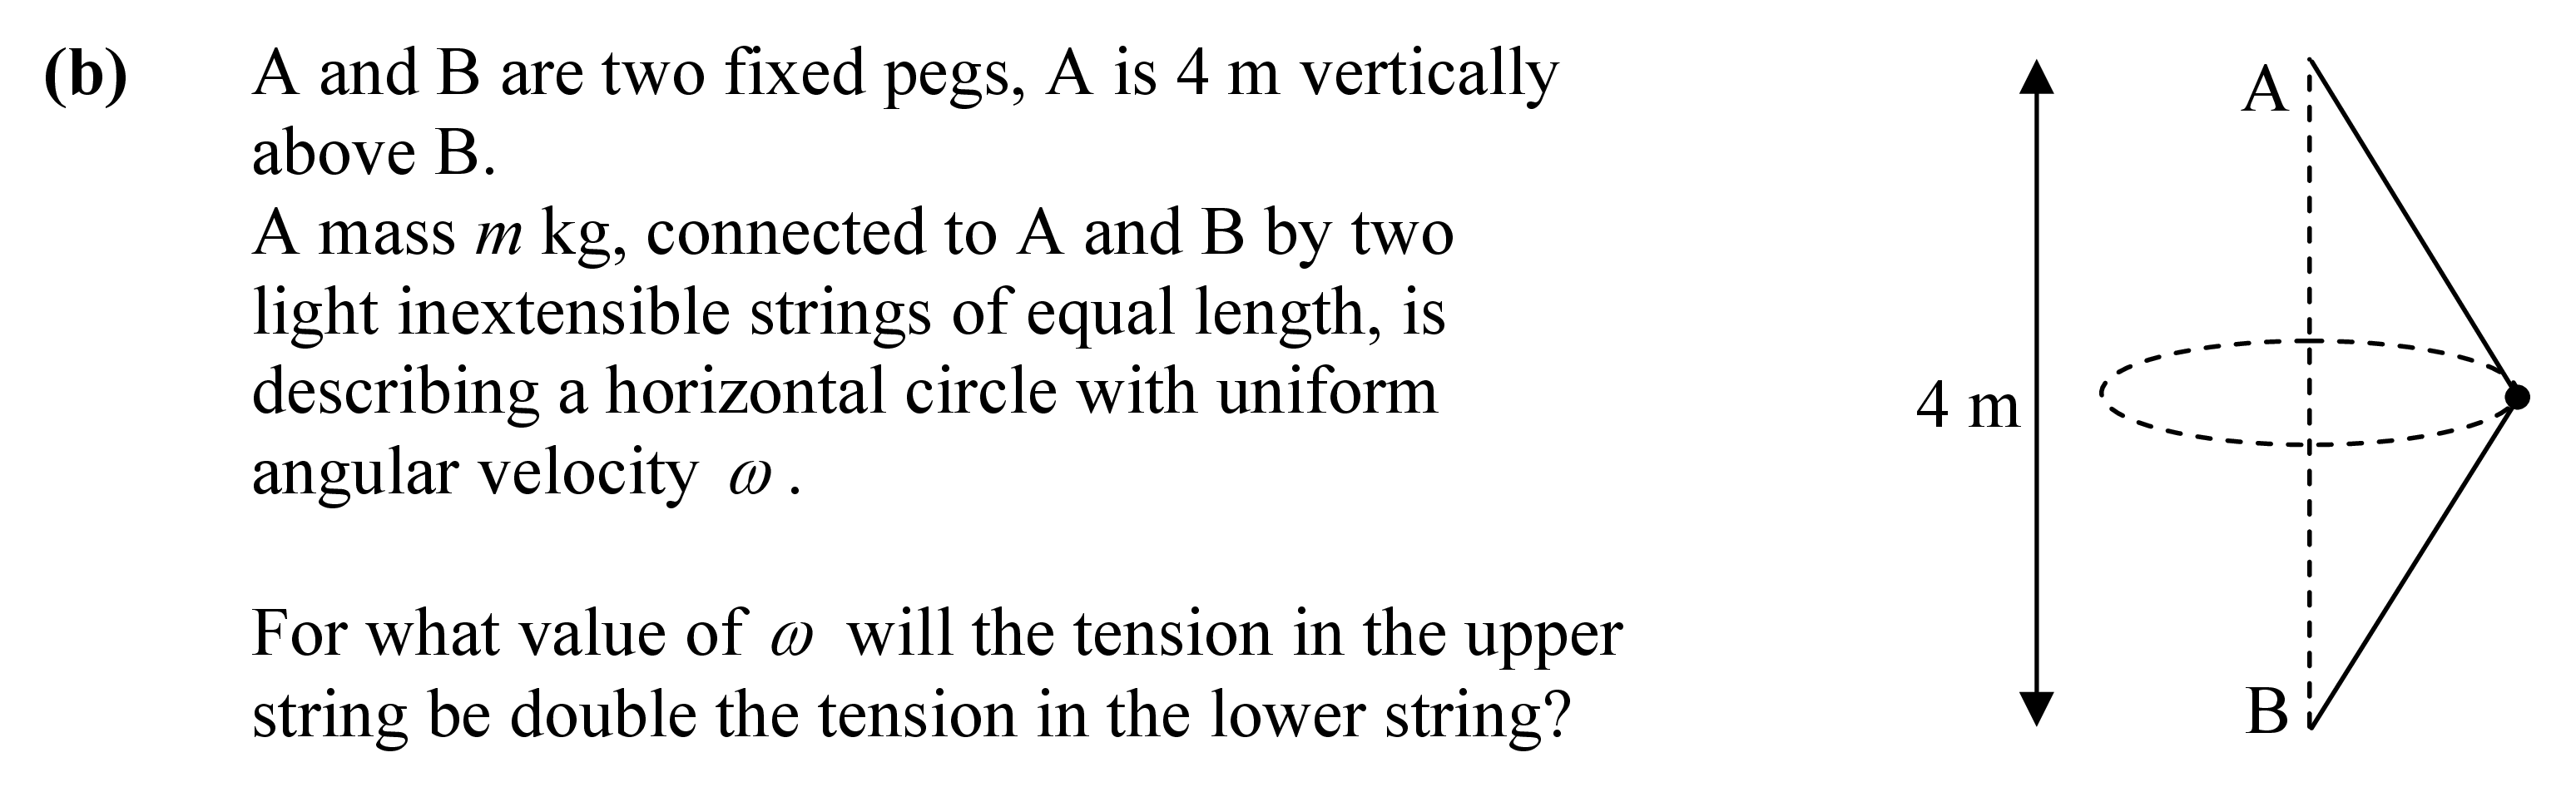 (b) A and B are two fixed pegs, A is 4 m vertically
above B.
A mass m kg, connected to A and B by two
light inextensible strings of equal length, is
describing a horizontal circle with uniform
angular velocity ω .
For what value of ω will the tension in the upper
string be double the tension in the lower string?
A
4 m
B